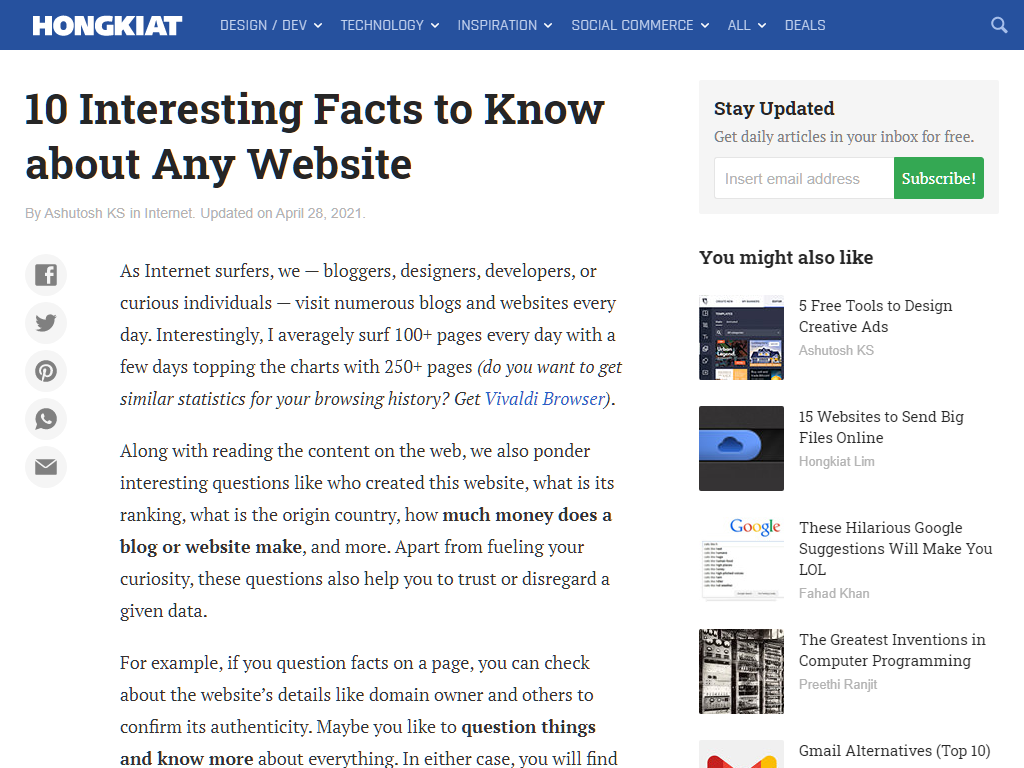 HONGKIAT
DESIGN / DEV
TECHNOLOGY
INSPIRATION
SOCIAL COMMERCE
ALL
DEALS
10 Interesting Facts to Know
about Any Website
By Ashutosh KS in Internet. Updated on April 28, 2021.
As Internet surfers, we — bloggers, designers, developers, or
curious individuals — visit numerous blogs and websites every
day. Interestingly, I averagely surf 100+ pages every day with a
few days topping the charts with 250+ pages (do you want to get
similar statistics for your browsing history? Get Vivaldi Browser).
Along with reading the content on the web, we also ponder
interesting questions like who created this website, what is its
ranking, what is the origin country, how much money does a
blog or website make, and more. Apart from fueling your
curiosity, these questions also help you to trust or disregard a
given data.
For example, if you question facts on a page, you can check
about the website’s details like domain owner and others to
confirm its authenticity. Maybe you like to question things
and know more about everything. In either case, you will find
Stay Updated
Get daily articles in your inbox for free.
Insert email address
Subscribe!
You might also like
5 Free Tools to Design
Creative Ads
Ashutosh KS
15 Websites to Send Big
Files Online
Hongkiat Lim
Google
These Hilarious Google
Suggestions Will Make You
LOL
Fahad Khan
The Greatest Inventions in
Computer Programming
Preethi Ranjit
Gmail Alternatives (Top 10)